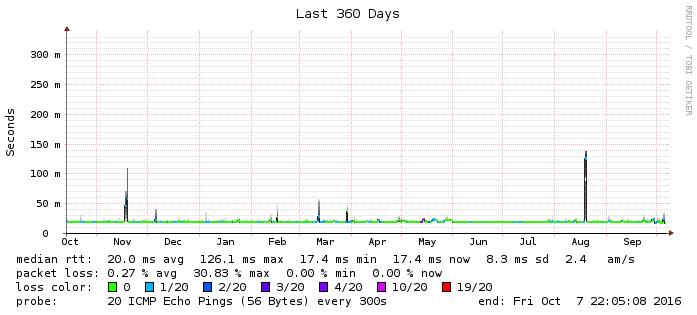 Last 360 Days
RRDTOOL / TOBI OETIKER
Seconds
300 m
250 m
200 m
150 m
100 m
50 m
0
Oct Nov Dec Jan Feb Mar Apr May Jun Jul Aug Sep
median rtt: 20.0 ms avg 126.1 ms max 17.4 ms min 17.4 ms now 8.3 ms sd 2.4 am/s
packet loss: 0.27 % avg 30.83 % max 0.00 % min 0.00 % now
loss color: 0 1/20 2/20 3/20 4/20 10/20 19/20
probe: 20 ICMP Echo Pings (56 Bytes) every 300s end: Fri Oct 7 22:05:08 2016